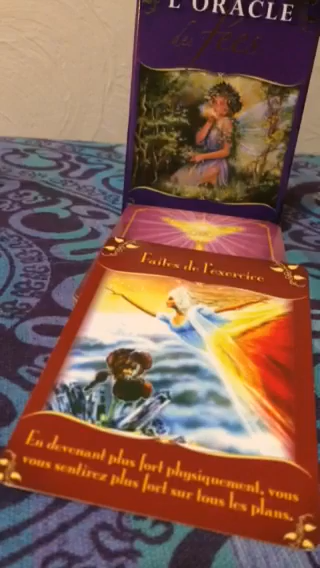 L'ORACLE
des fées
Faites de l'exercice
En devenant plus fort physiquement, vous
vous sentirez plus fort sur tous les plans.